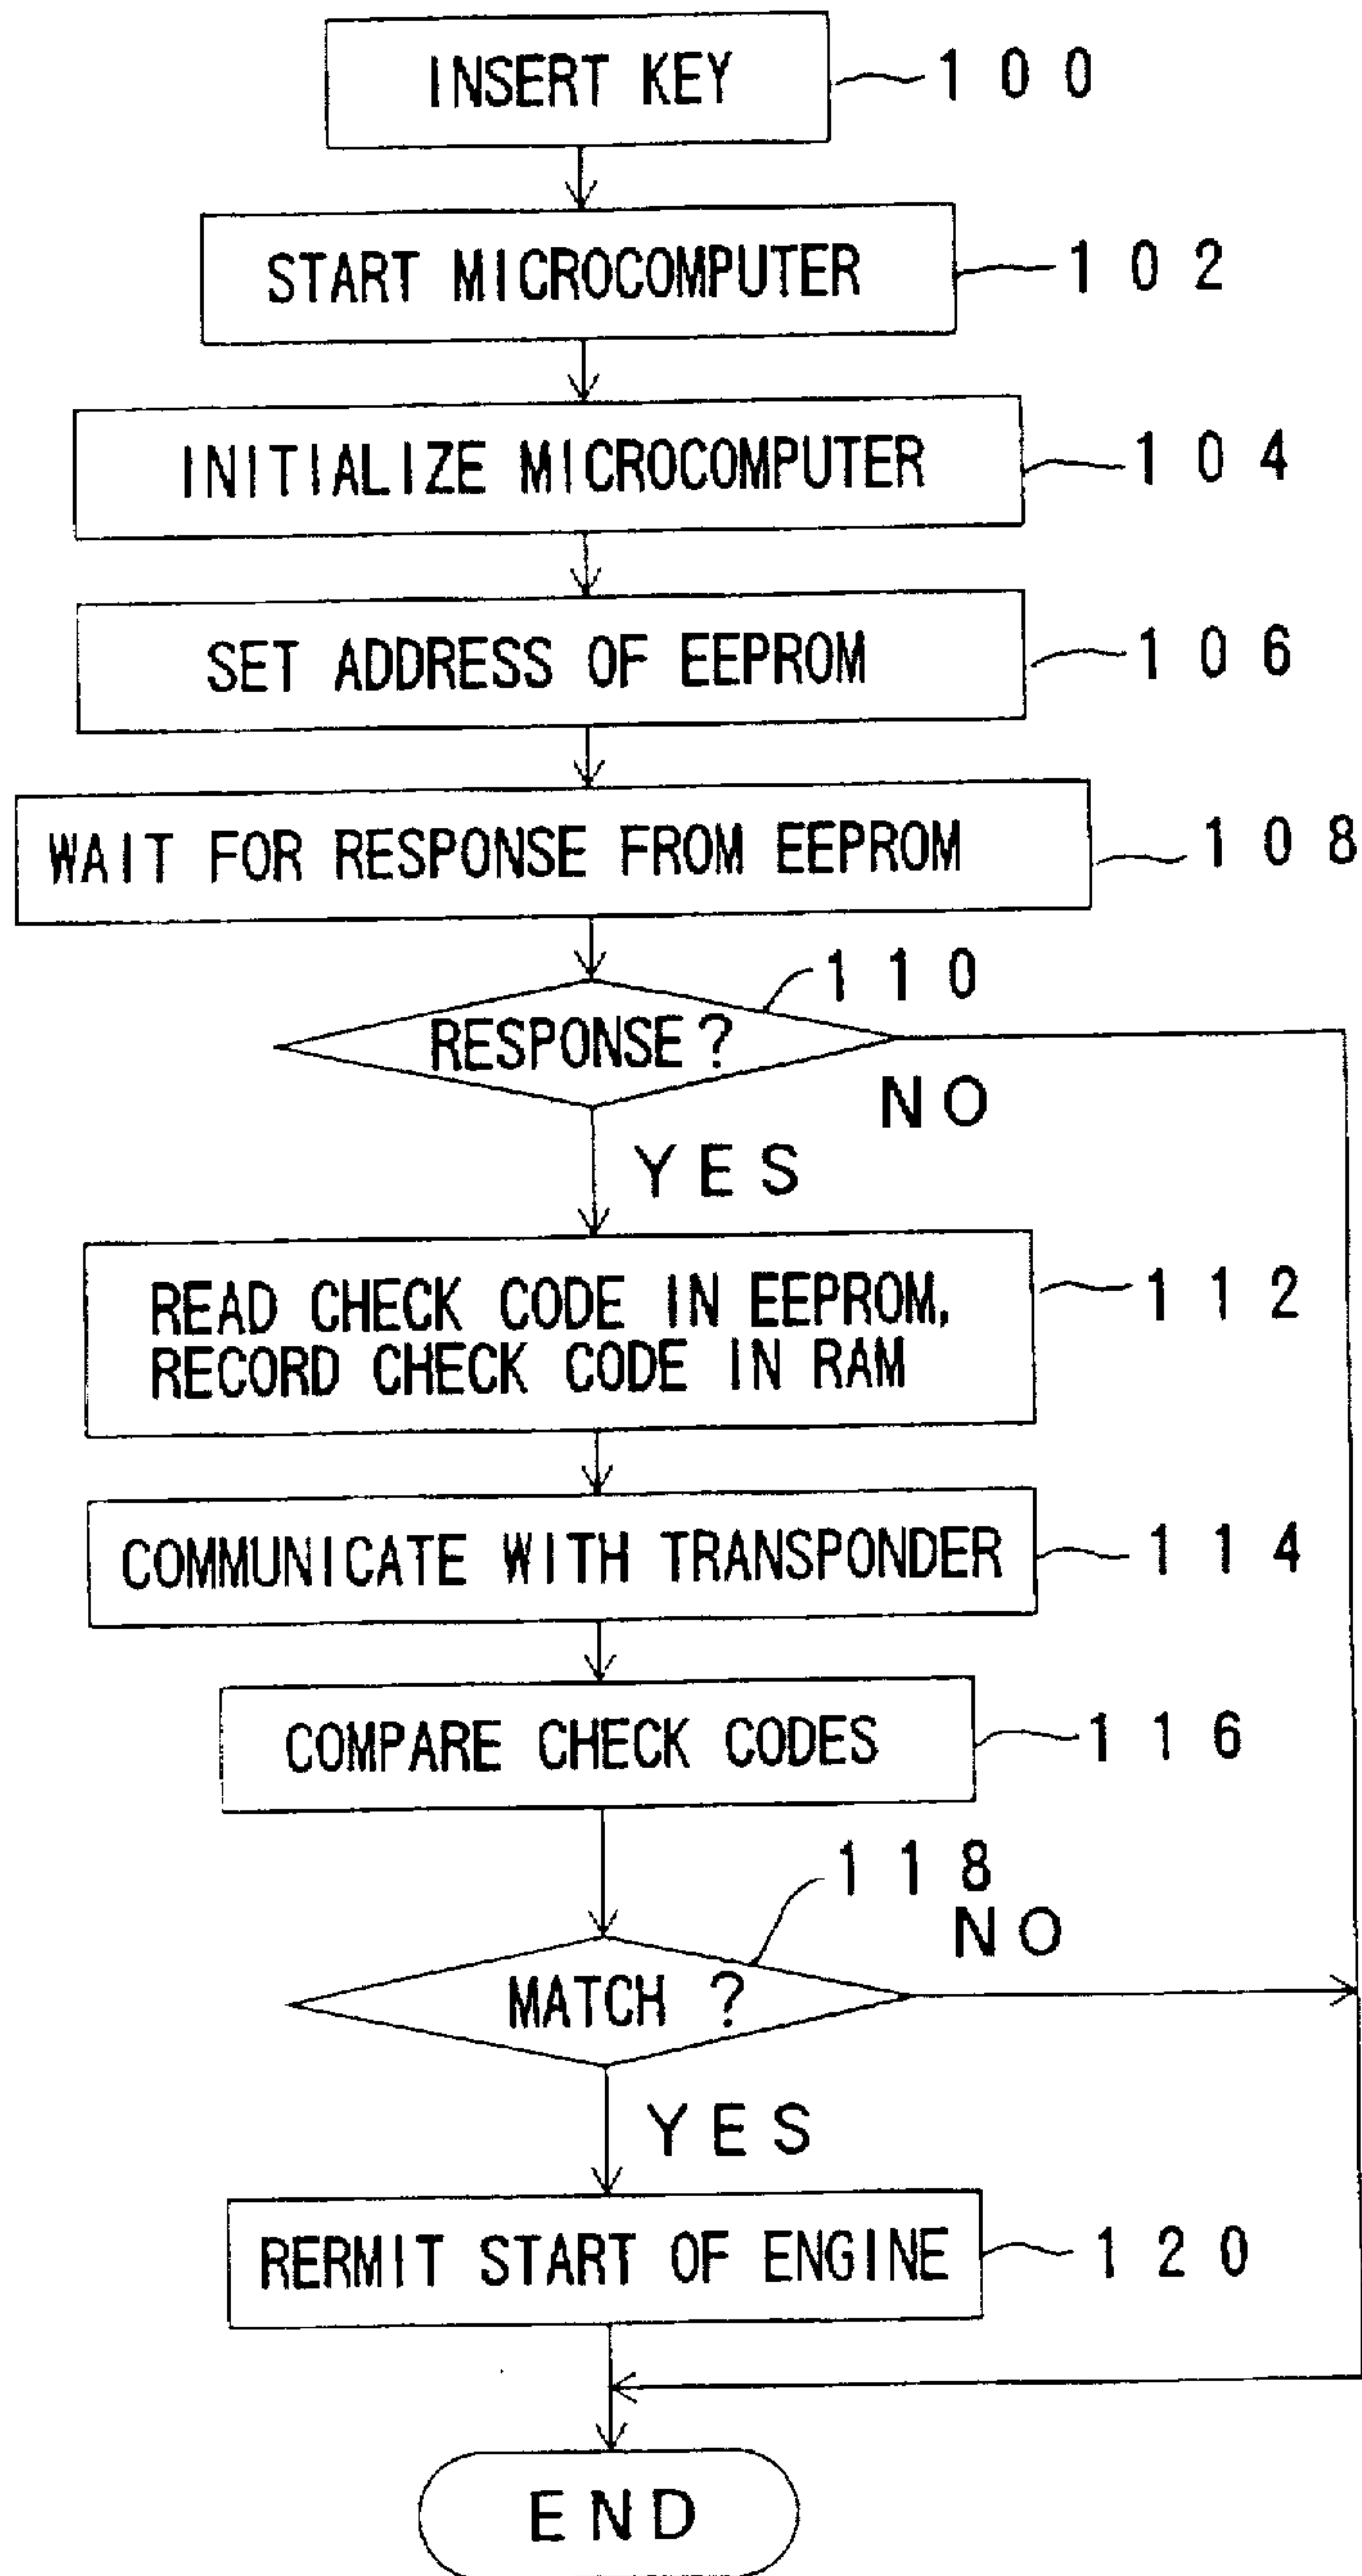 INSERT KEY
100
START MICROCOMPUTER
102
INITIALIZE MICROCOMPUTER
104
SET ADDRESS OF EEPROM
106
WAIT FOR RESPONSE FROM EEPROM
108
110
RESPONSE?
NO
YES
READ CHECK CODE IN EEPROM,
RECORD CHECK CODE IN RAM
112
COMMUNICATE WITH TRANSPONDER
114
COMPARE CHECK CODES
116
118
NO
MATCH ?
YES
RERMIT START OF ENGINE
120
END